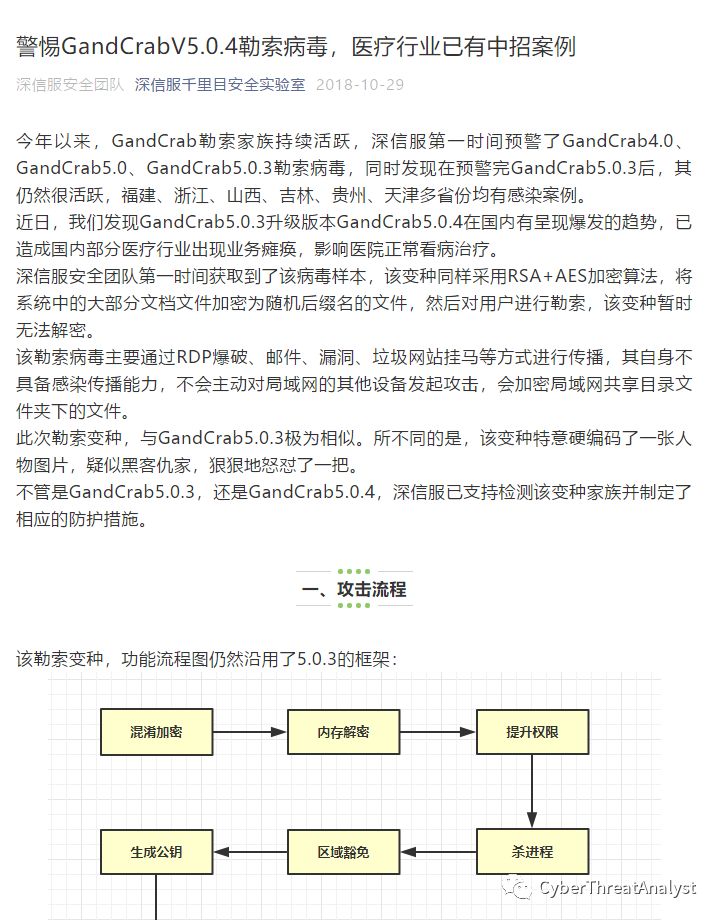 警惕GandCrabV5.0.4勒索病毒，医疗行业已有中招案例
深信服安全团队 深信服千里目安全实验室 2018-10-29
今年以来，GandCrab勒索家族持续活跃，深信服第一时间预警了GandCrab4.0、
GandCrab5.0、GandCrab5.0.3勒索病毒，同时发现在预警完GandCrab5.0.3后，其
仍然很活跃，福建、浙江、山西、吉林、贵州、天津多省份均有感染案例。
近日，我们发现GandCrab5.0.3升级版本GandCrab5.0.4在国内有呈现爆发的趋势，已
造成国内部分医疗行业出现业务瘫痪，影响医院正常看病治疗。
深信服安全团队第一时间获取到了该病毒样本，该变种同样采用RSA+AES加密算法，将
系统中的大部分文档文件加密为随机后缀名的文件，然后对用户进行勒索，该变种暂时
无法解密。
该勒索病毒主要通过RDP爆破、邮件、漏洞、垃圾网站挂马等方式进行传播，其自身不
具备感染传播能力，不会主动对局域网的其他设备发起攻击，会加密局域网共享目录文
件夹下的文件。
此次勒索变种，与GandCrab5.0.3极为相似。所不同的是，该变种特意硬编码了一张人
物图片，疑似黑客仇家，狠狠地怒怼了一把。
不管是GandCrab5.0.3，还是GandCrab5.0.4，深信服已支持检测该变种家族并制定了
相应的防护措施。
一、攻击流程
该勒索变种，功能流程图仍然沿用了5.0.3的框架：
混淆加密 内存解密 提升权限
生成公钥 区域豁免 杀进程
CyberThreatAnalyst